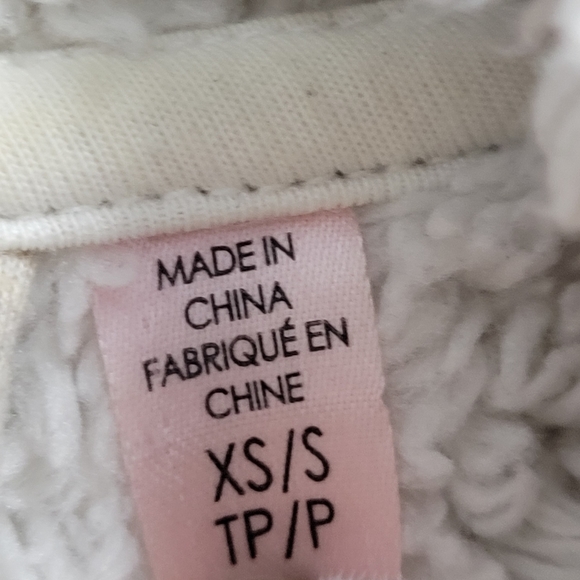 MADE IN
CHINA
FABRIQUÉ EN
CHINE
XS/S
TP/P